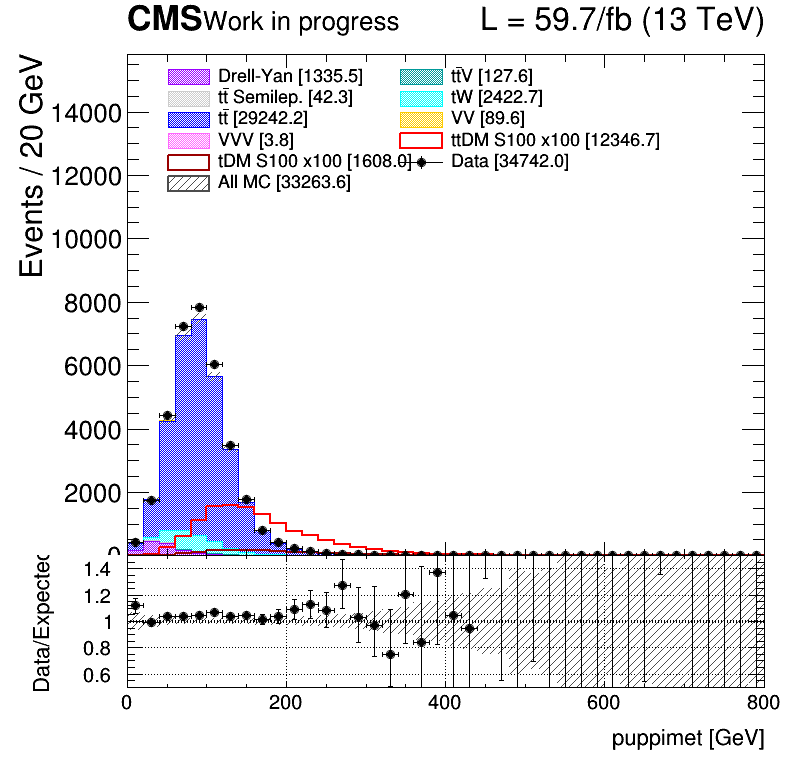 CMS Work in progress L = 59.7/fb (13 TeV)
Events / 20 GeV
Drell-Yan [1335.5] tt̄V [127.6]
tt̄ Semilep. [42.3] tW [2422.7]
tt̄ [29242.2] VV [89.6]
VVV [3.8] ttDM S100 x100 [12346.7]
tDM S100 x100 [1608.0] Data [34742.0]
All MC [33263.6]
14000
12000
10000
8000
6000
4000
2000
0
Data/Expected
1.4
1.2
1
0.8
0.6
0 200 400 600 800
puppimet [GeV]